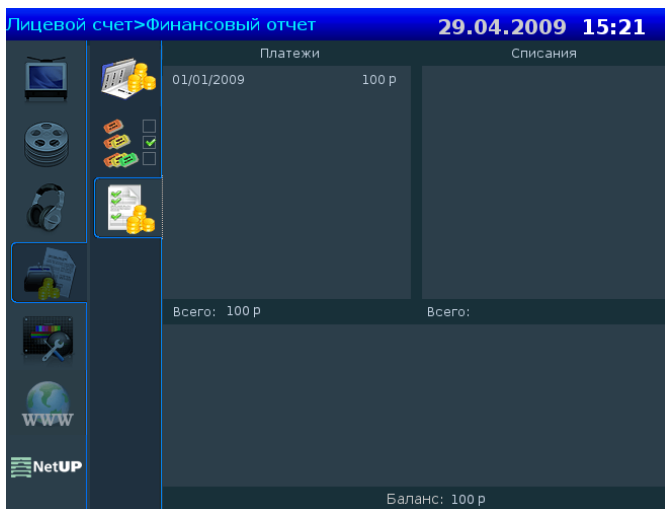 Лицевой счет>Финансовый отчет 29.04.2009 15:21
Платежи Списания
01/01/2009 100 р
Всего: 100 р Всего:
WWW
NetUP
Баланс: 100 р